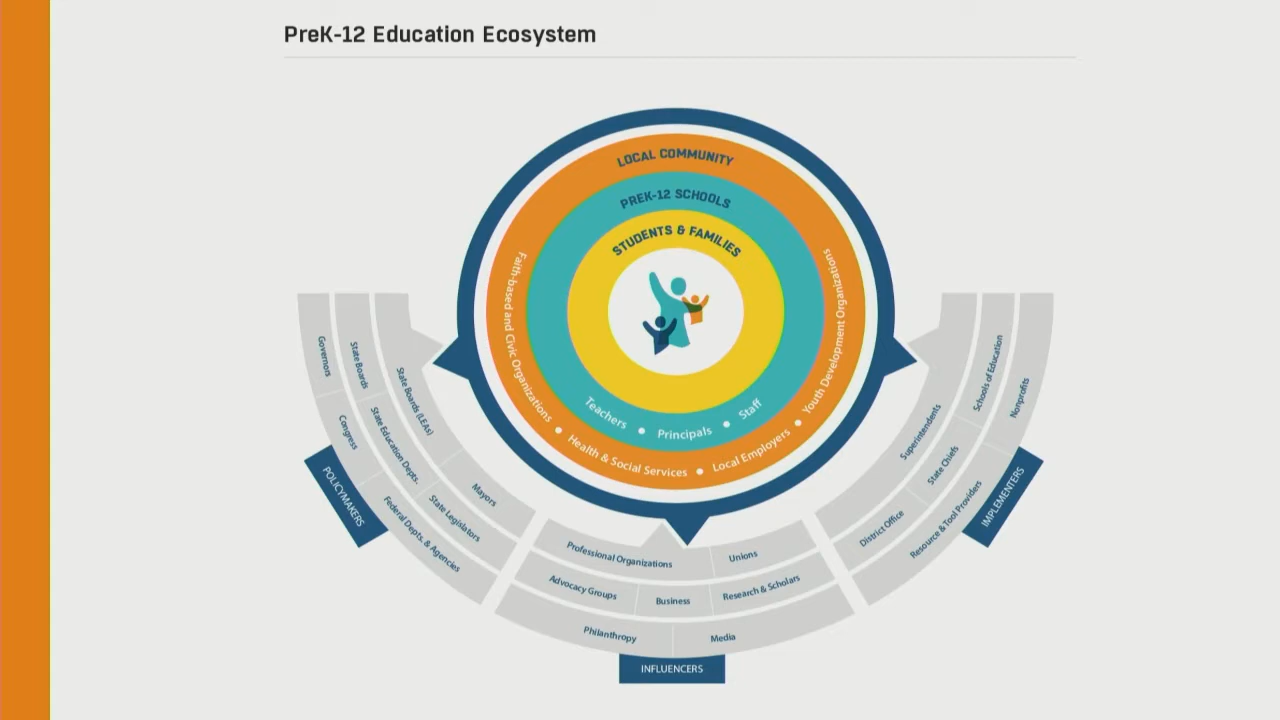 PreK-12 Education Ecosystem
LOCAL COMMUNITY
PREK-12 SCHOOLS
STUDENTS & FAMILIES
Teachers • Principals • Staff
Faith-based and Civic Organizations • Health & Social Services • Local Employers • Youth Development Organizations
State Boards (LEAs)
Mayors
State Boards
State Education Depts.
State Legislators
Governors
Congress
Federal Depts. & Agencies
POLICYMAKERS
Professional Organizations
Unions
Advocacy Groups
Business
Research & Scholars
Philanthropy
Media
INFLUENCERS
Superintendents
District Office
Schools of Education
State Chiefs
Nonprofits
Resource & Tool Providers
IMPLEMENTERS